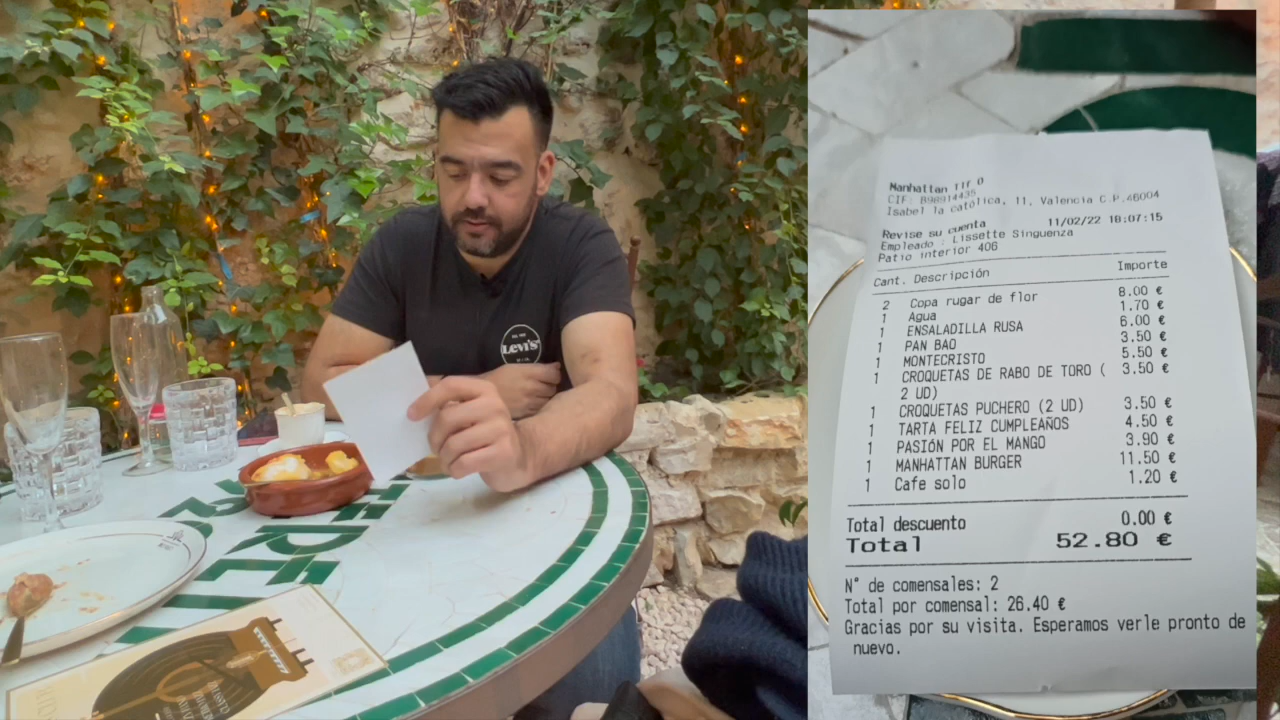 Levi's
Manhattan Tlf 0
CIF: B98914435
Isabel la católica, 11, Valencia C.P.46004
Revise su cuenta 11/02/22 18:07:15
Empleado : Lissette Singuenza
Patio interior 406
Cant. Descripción Importe
2 Copa rugar de flor 8.00 €
1 Agua 1.70 €
1 ENSALADILLA RUSA 6.00 €
1 PAN BAO 3.50 €
1 MONTECRISTO 5.50 €
1 CROQUETAS DE RABO DE TORO ( 3.50 €
2 UD)
1 CROQUETAS PUCHERO (2 UD) 3.50 €
1 TARTA FELIZ CUMPLEAÑOS 4.50 €
1 PASIÓN POR EL MANGO 3.90 €
1 MANHATTAN BURGER 11.50 €
1 Cafe solo 1.20 €
Total descuento 0.00 €
Total 52.80 €
N° de comensales: 2
Total por comensal: 26.40 €
Gracias por su visita. Esperamos verle pronto de
nuevo.